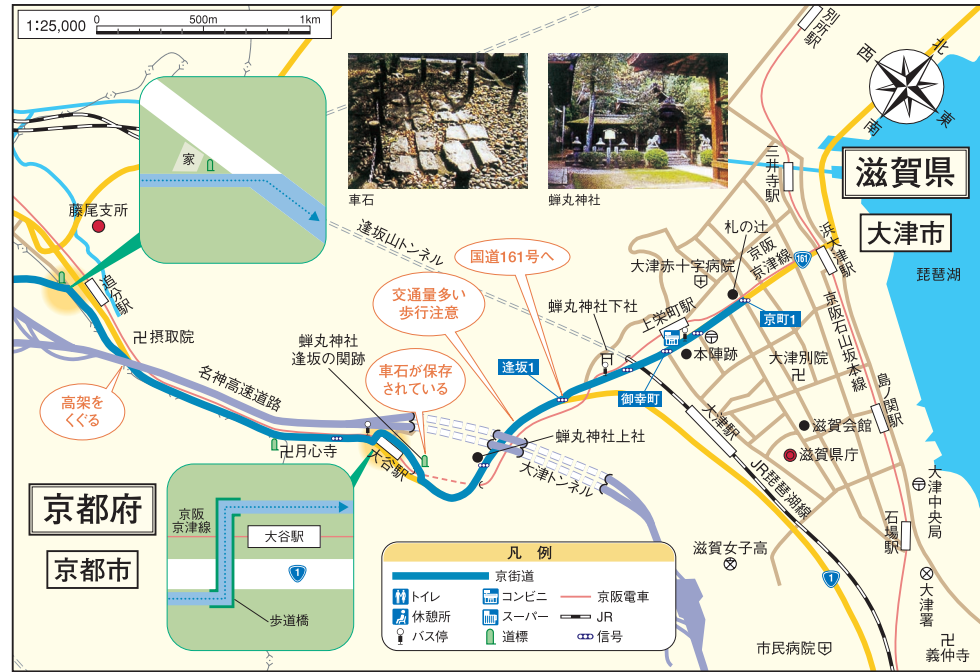 1:25,000
0 500m 1km
北
東
南
西
滋賀県
大津市
琵琶湖
京都府
京都市
車石
蝉丸神社
家
藤尾支所
追分駅
摂取院
高架を
くぐる
名神高速道路
月心寺
蝉丸神社
逢坂の関跡
車石が保存
されている
交通量多い
歩行注意
国道161号へ
逢坂山トンネル
大谷駅
蝉丸神社上社
大津トンネル
逢坂1
蝉丸神社下社
上栄町駅
御幸町
本陣跡
京町1
札の辻
大津赤十字病院
京阪
京津線
161
浜大津駅
三井寺駅
別所駅
京阪石山坂本線
大津別院
島ノ関駅
滋賀会館
滋賀県庁
大津駅
JR琵琶湖線
石場駅
大津中央局
大津署
義仲寺
滋賀女子高
市民病院
1
京阪
京津線
大谷駅
1
歩道橋
凡例
京街道
トイレ
コンビニ
京阪電車
休憩所
スーパー
JR
バス停
道標
信号